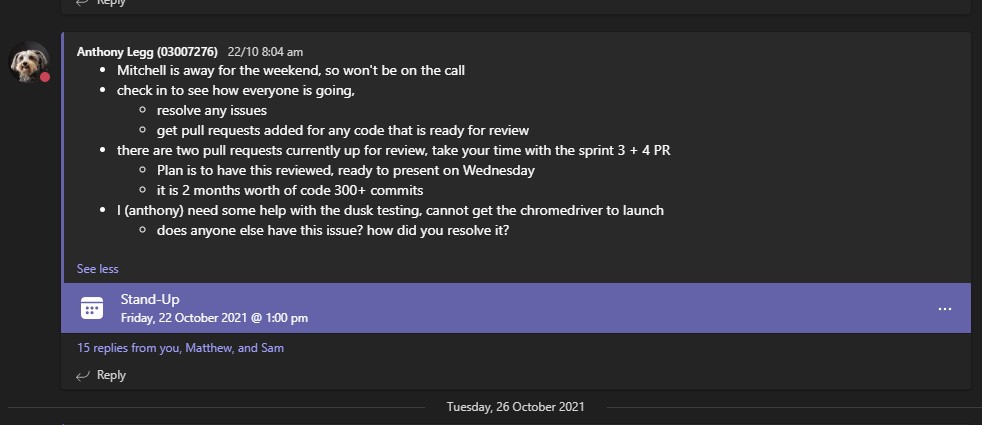 Reply
Anthony Legg (03007276) 22/10 8:04 am
Mitchell is away for the weekend, so won't be on the call
check in to see how everyone is going,
resolve any issues
get pull requests added for any code that is ready for review
there are two pull requests currently up for review, take your time with the sprint 3 + 4 PR
Plan is to have this reviewed, ready to present on Wednesday
it is 2 months worth of code 300+ commits
I (anthony) need some help with the dusk testing, cannot get the chromedriver to launch
does anyone else have this issue? how did you resolve it?
See less
Stand-Up
Friday, 22 October 2021 @ 1:00 pm
15 replies from you, Matthew, and Sam
Reply
Tuesday, 26 October 2021